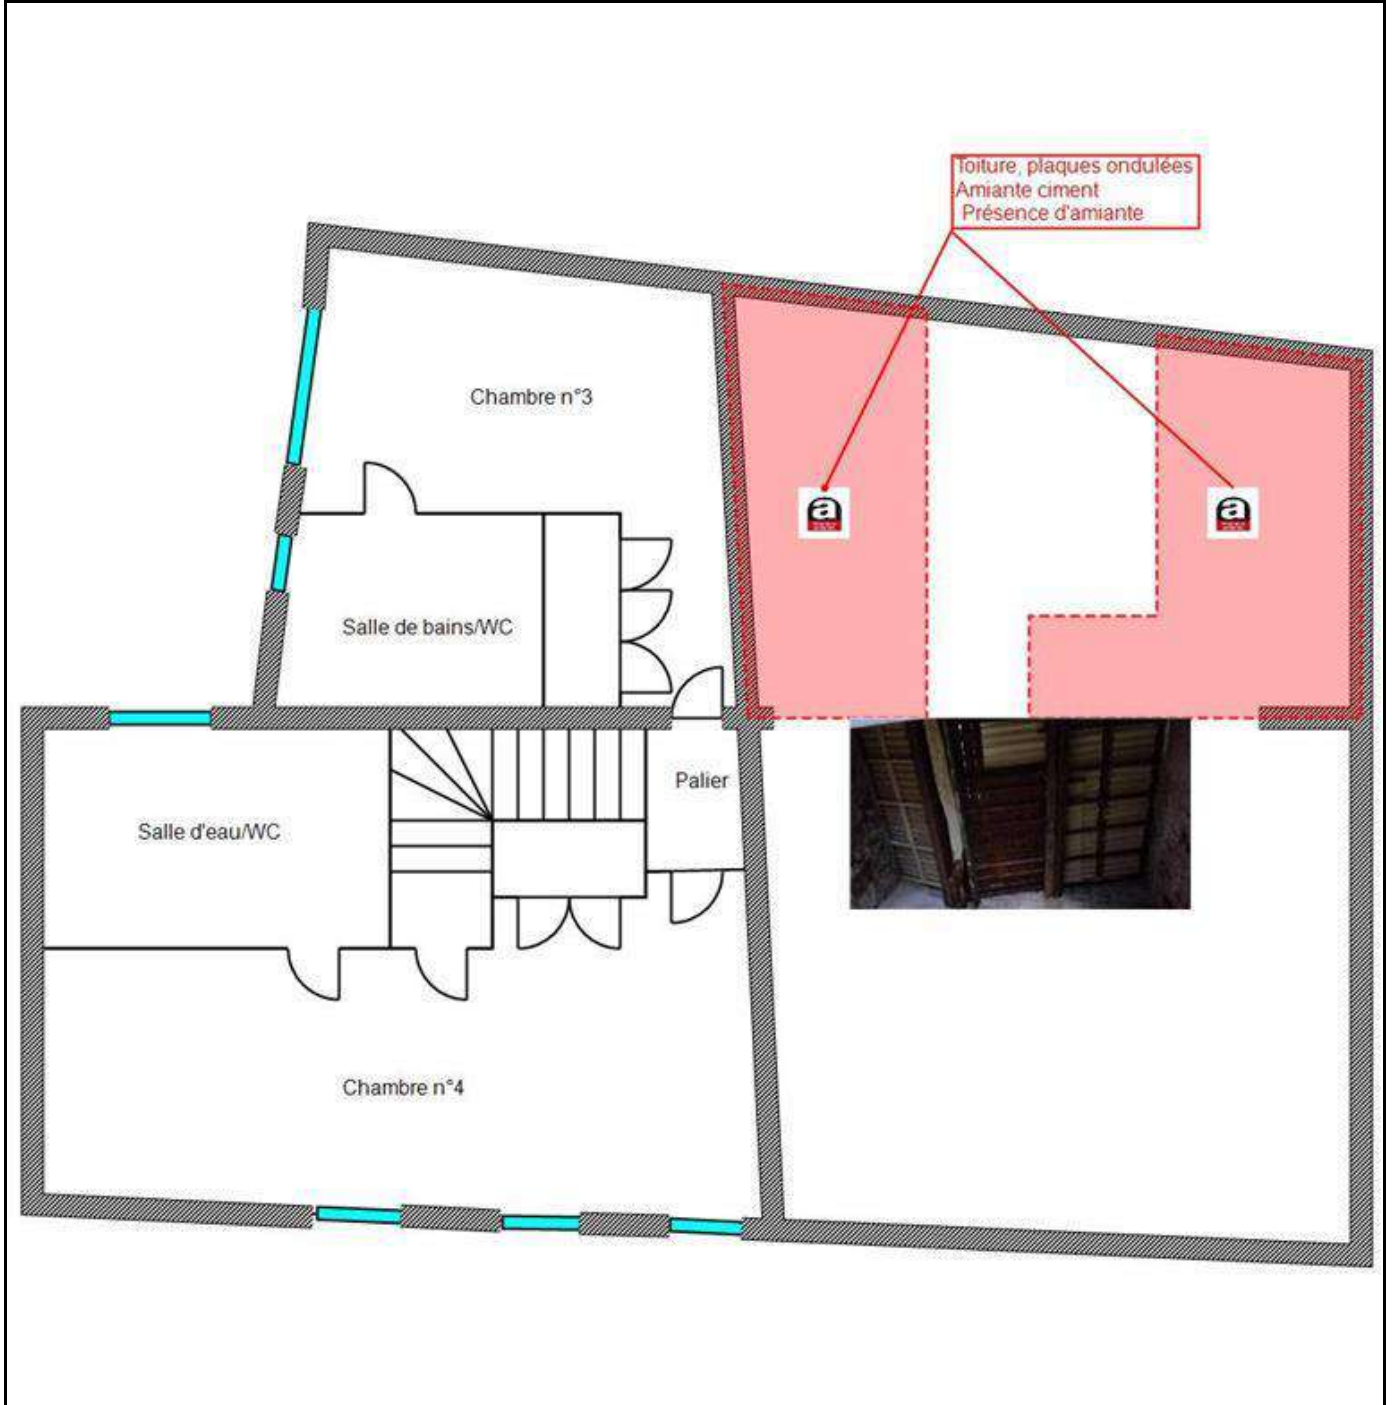 Toiture, plaques ondulées
Amiante ciment
Présence d'amiante
Chambre n°3
a
a
Salle de bains/WC
Palier
Salle d'eau/WC
Chambre n°4